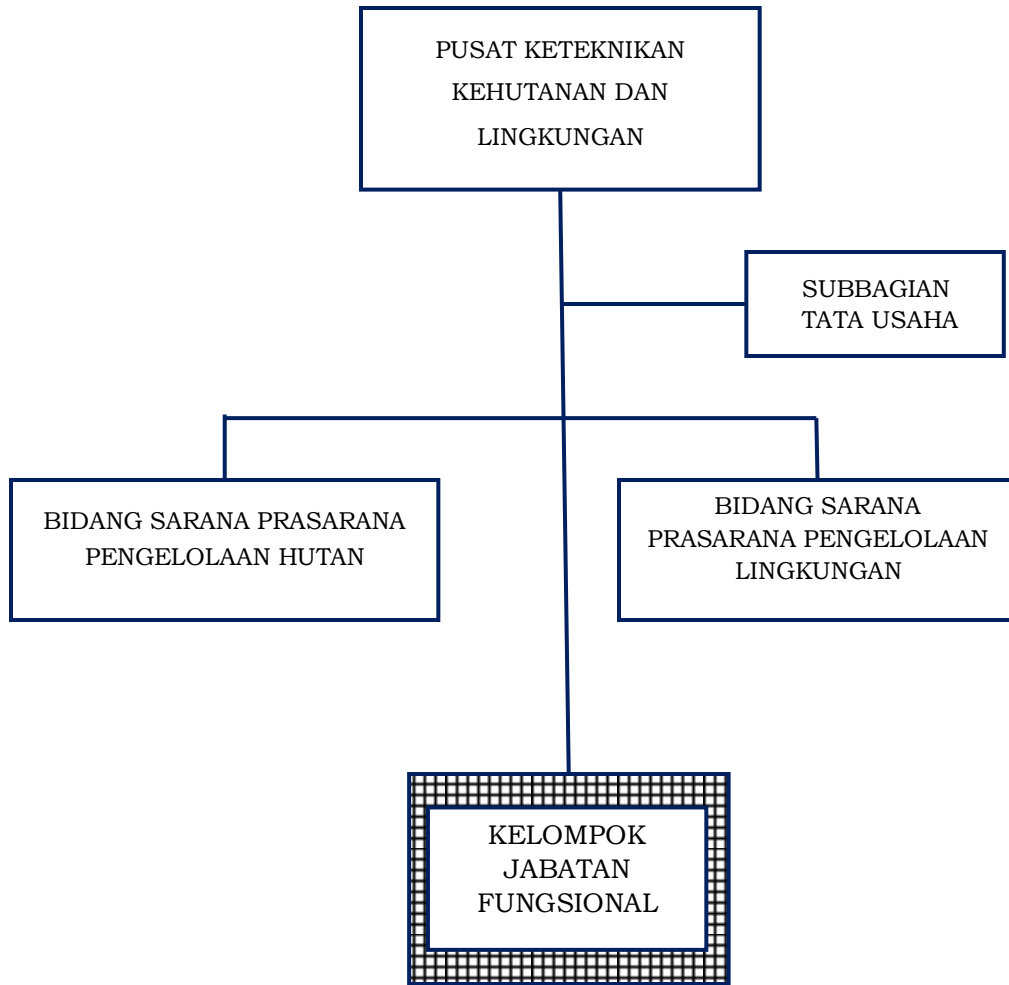 PUSAT KETEKNIKAN
KEHUTANAN DAN
LINGKUNGAN
SUBBAGIAN
TATA USAHA
BIDANG SARANA PRASARANA
PENGELOLAAN HUTAN
BIDANG SARANA
PRASARANA PENGELOLAAN
LINGKUNGAN
KELOMPOK
JABATAN
FUNGSIONAL